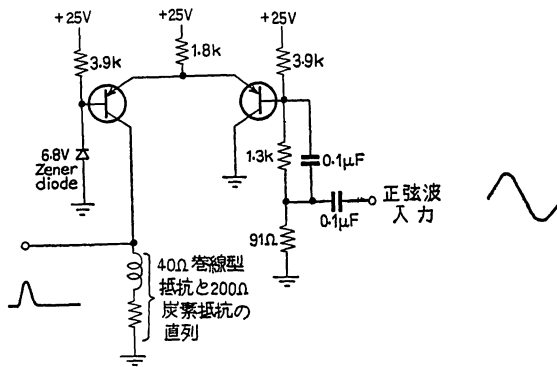 +25V
+25V
+25V
3.9k
1.8k
3.9k
6.8V
Zener
diode
1.3k
0.1μF
0.1μF
正弦波
入力
91Ω
40Ω 巻線型
抵抗と200Ω
炭素抵抗の
直列